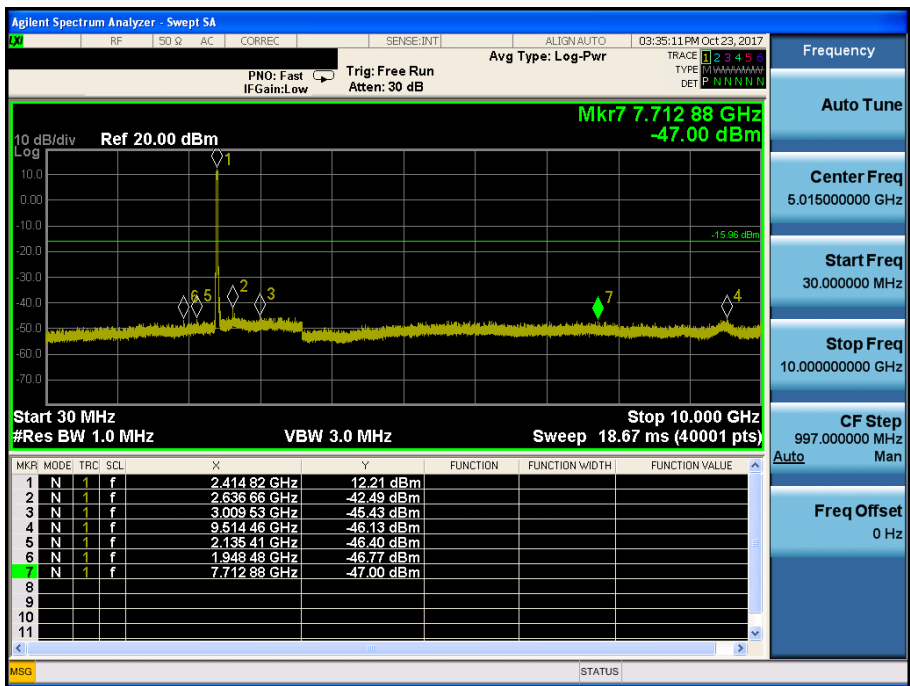 Agilent Spectrum Analyzer - Swept SA
LXI RF 50 Ω AC CORREC SENSE:INT ALIGN AUTO 03:35:11 PM Oct 23, 2017
Frequency
PNO: Fast
IFGain:Low
Trig: Free Run
Atten: 30 dB
Avg Type: Log-Pwr
TRACE 1 2 3 4 5 6
TYPE M
DET P N N N N N
Mkr7 7.712 88 GHz
-47.00 dBm
10 dB/div Ref 20.00 dBm
Log
10.0
0.00
-10.0
-20.0
-30.0
-40.0
-50.0
-60.0
-70.0
-15.96 dBm
1
6 5 2 3 7 4
Start 30 MHz Stop 10.000 GHz
#Res BW 1.0 MHz VBW 3.0 MHz Sweep 18.67 ms (40001 pts)
MKR MODE TRC SCL X Y FUNCTION FUNCTION WIDTH FUNCTION VALUE
1 N 1 f 2.414 82 GHz 12.21 dBm
2 N 1 f 2.636 66 GHz -42.49 dBm
3 N 1 f 3.009 53 GHz -45.43 dBm
4 N 1 f 9.514 46 GHz -46.13 dBm
5 N 1 f 2.135 41 GHz -46.40 dBm
6 N 1 f 1.948 48 GHz -46.77 dBm
7 N 1 f 7.712 88 GHz -47.00 dBm
8
9
10
11
MSG STATUS
Auto Tune
Center Freq
5.015000000 GHz
Start Freq
30.000000 MHz
Stop Freq
10.000000000 GHz
CF Step
997.000000 MHz
Auto Man
Freq Offset
0 Hz